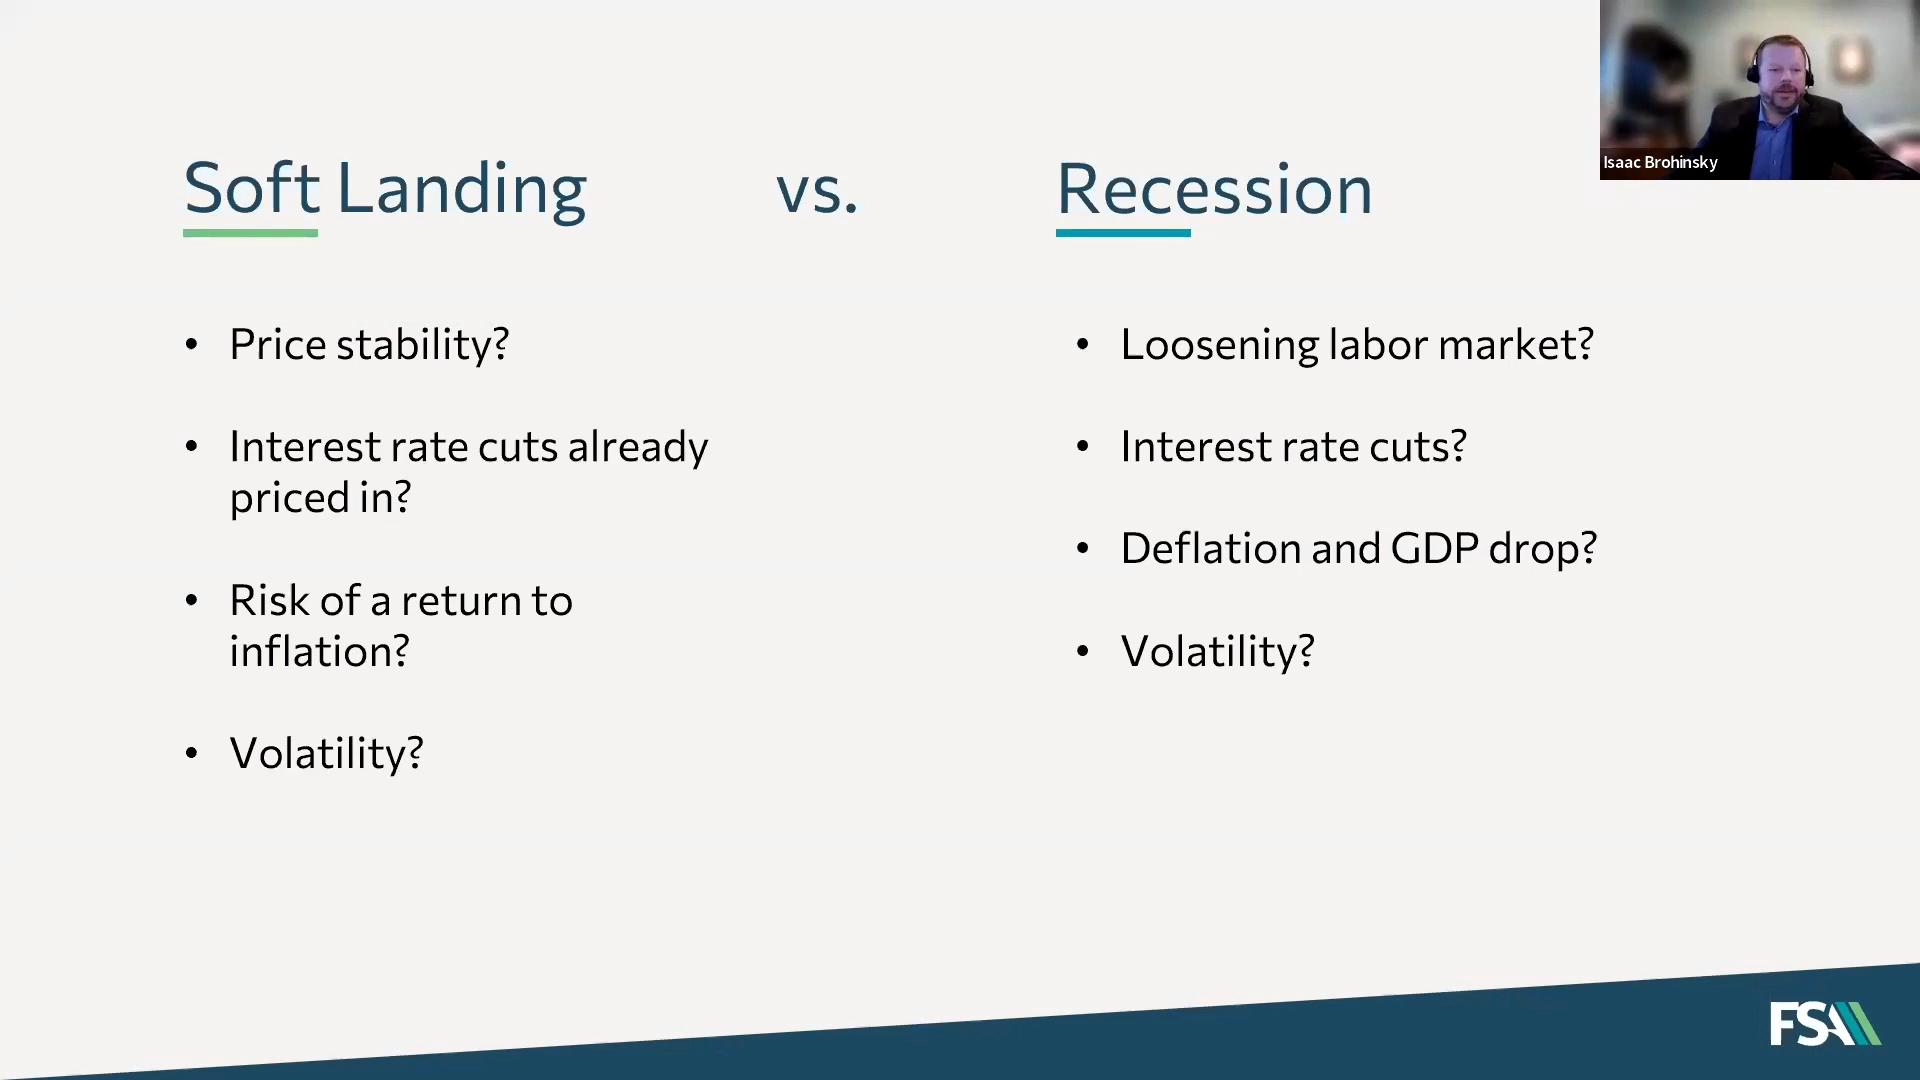 Isaac Brohinsky
Soft Landing
vs.
Recession
• Price stability?
• Interest rate cuts already
priced in?
• Risk of a return to
inflation?
• Volatility?
• Loosening labor market?
• Interest rate cuts?
• Deflation and GDP drop?
• Volatility?
FSA